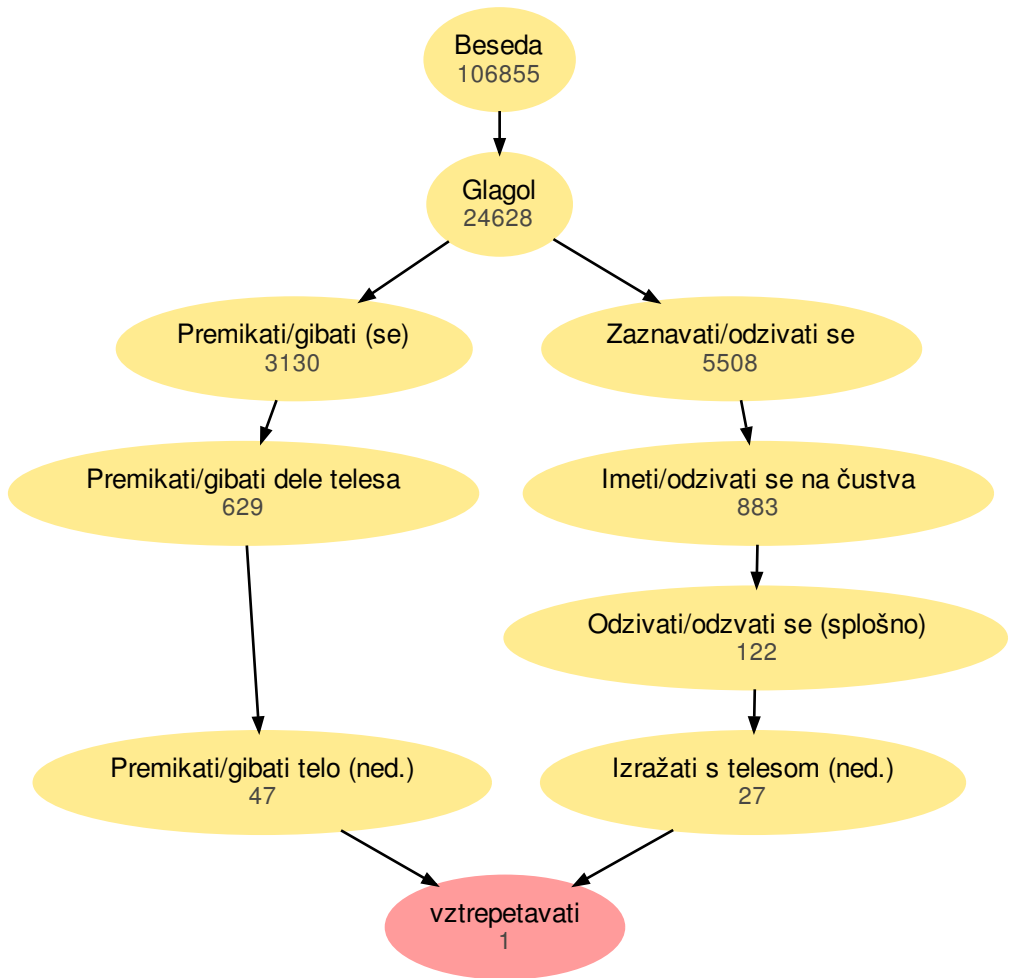 Beseda
106855
Glagol
24628
Premikati/gibati (se)
3130
Zaznavati/odzivati se
5508
Premikati/gibati dele telesa
629
Imeti/odzivati se na čustva
883
Odzivati/odzvati se (splošno)
122
Premikati/gibati telo (ned.)
47
Izražati s telesom (ned.)
27
vztrepetavati
1